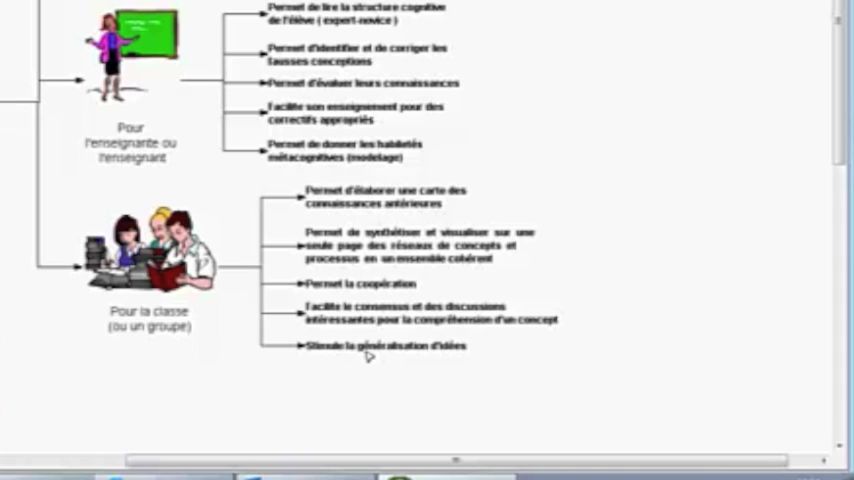 Permet de lire la structure cognitive
de l'élève ( expert-novice )
Permet d'identifier et de corriger les
fausses conceptions
Permet d'évaluer leurs connaissances
Facilite son enseignement pour des
correctifs appropriés
Permet de donner les habiletés
métacognitives (modelage)
Pour
l'enseignante ou
l'enseignant
Permet d'élaborer une carte des
connaissances antérieures
Permet de synthétiser et visualiser sur une
seule page des réseaux de concepts et
processus en un ensemble cohérent
Permet la coopération
Facilite le consensus et des discussions
intéressantes pour la compréhension d'un concept
Stimule la généralisation d'idées
Pour la classe
(ou un groupe)